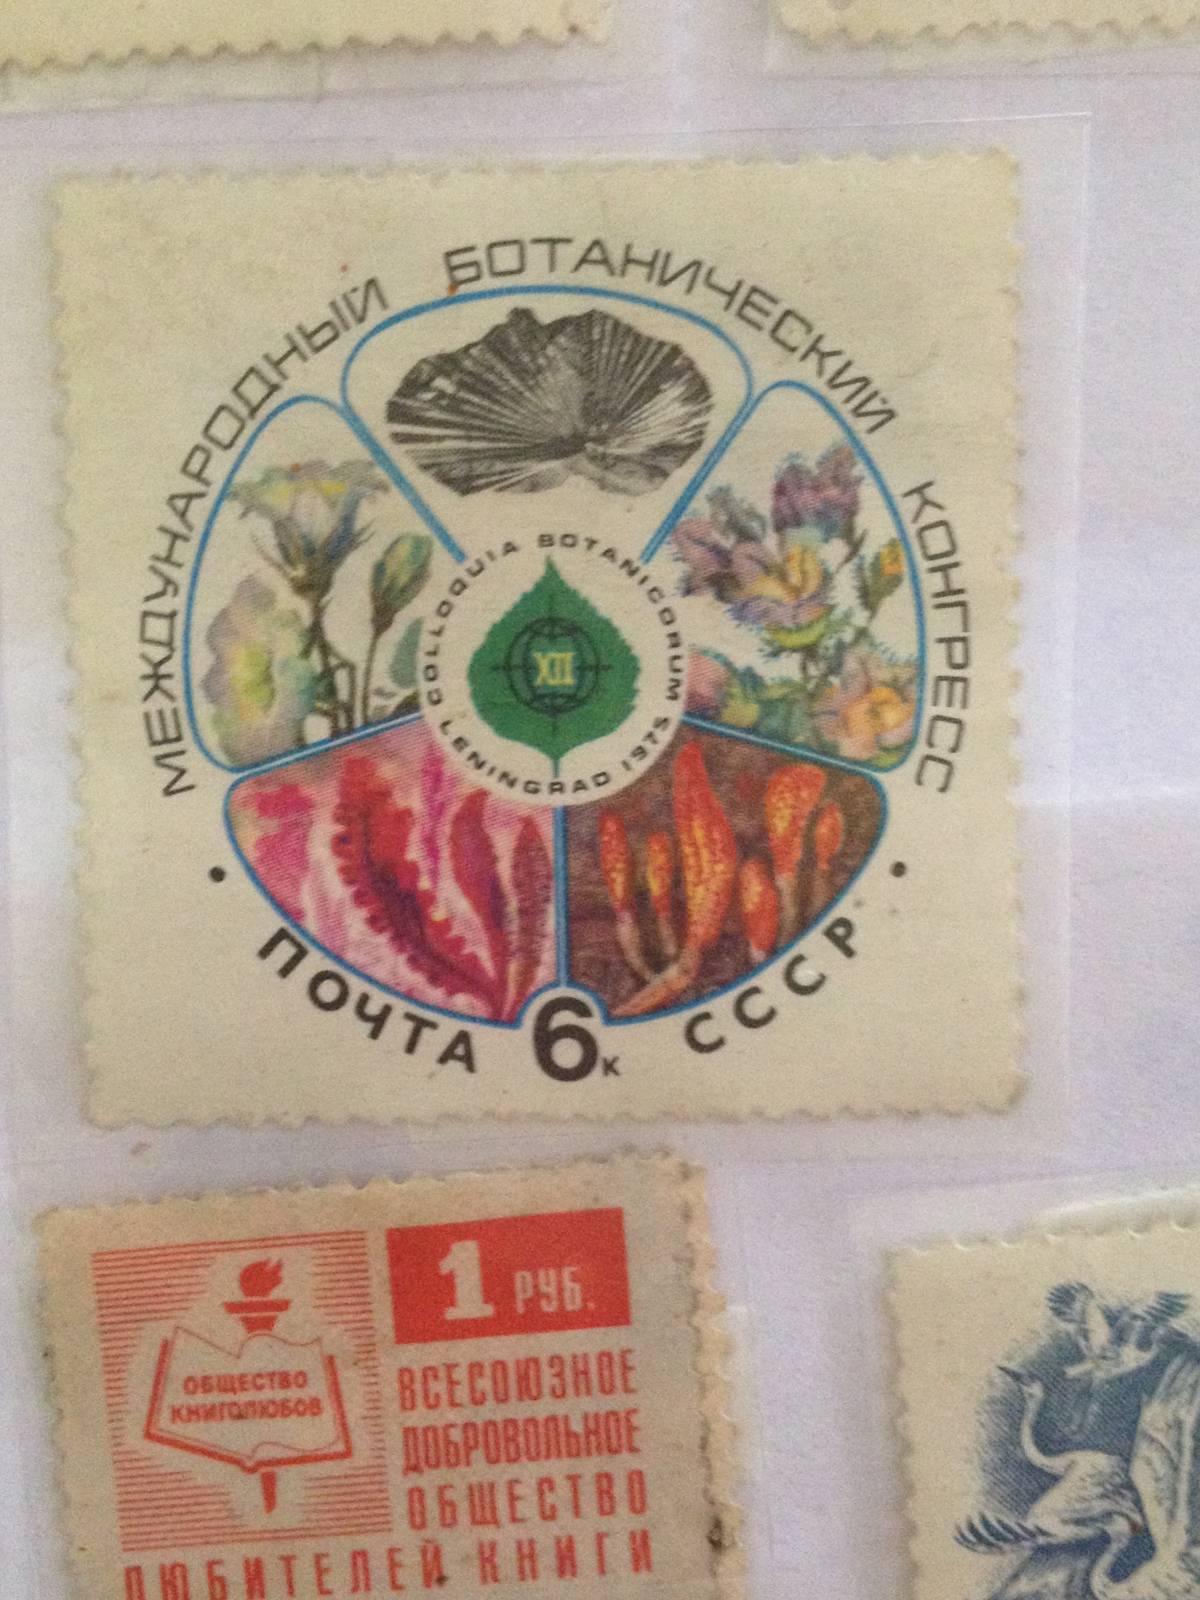 МЕЖДУНАРОДНЫЙ БОТАНИЧЕСКИЙ КОНГРЕСС
COLLOQUIA BOTANICORUM
LENINGRAD 1975
XII
• ПОЧТА 6к СССР •
1 РУБ.
ОБЩЕСТВО
КНИГОЛЮБОВ
ВСЕСОЮЗНОЕ
ДОБРОВОЛЬНОЕ
ОБЩЕСТВО
ЛЮБИТЕЛЕЙ КНИГИ